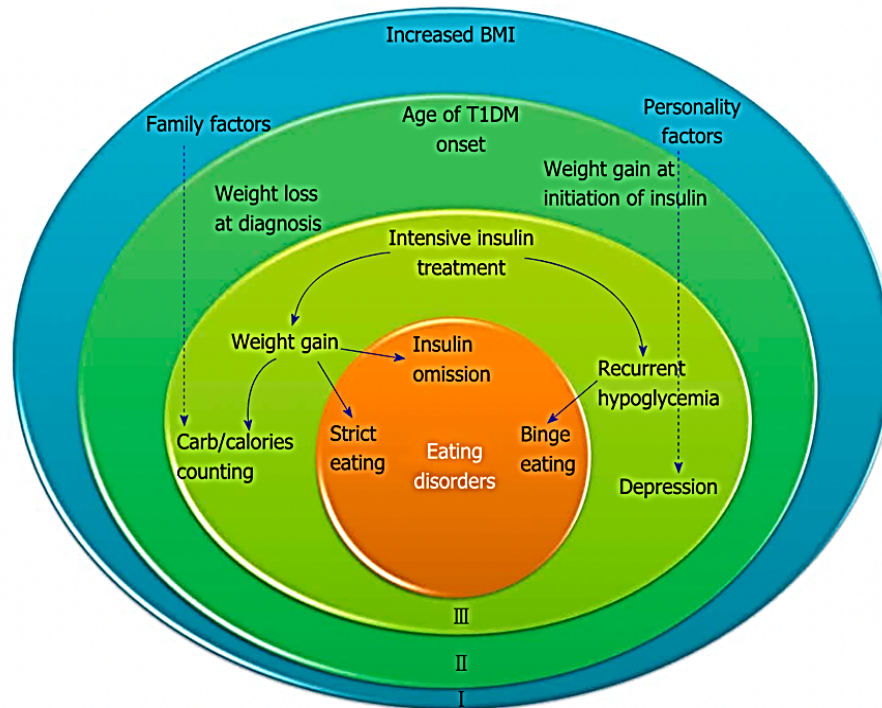 Increased BMI
Family factors
Age of T1DM
onset
Personality
factors
Weight loss
at diagnosis
Weight gain at
initiation of insulin
Intensive insulin
treatment
Weight gain
Insulin
omission
Recurrent
hypoglycemia
Carb/calories
counting
Strict
eating
Eating
disorders
Binge
eating
Depression
III
II
I